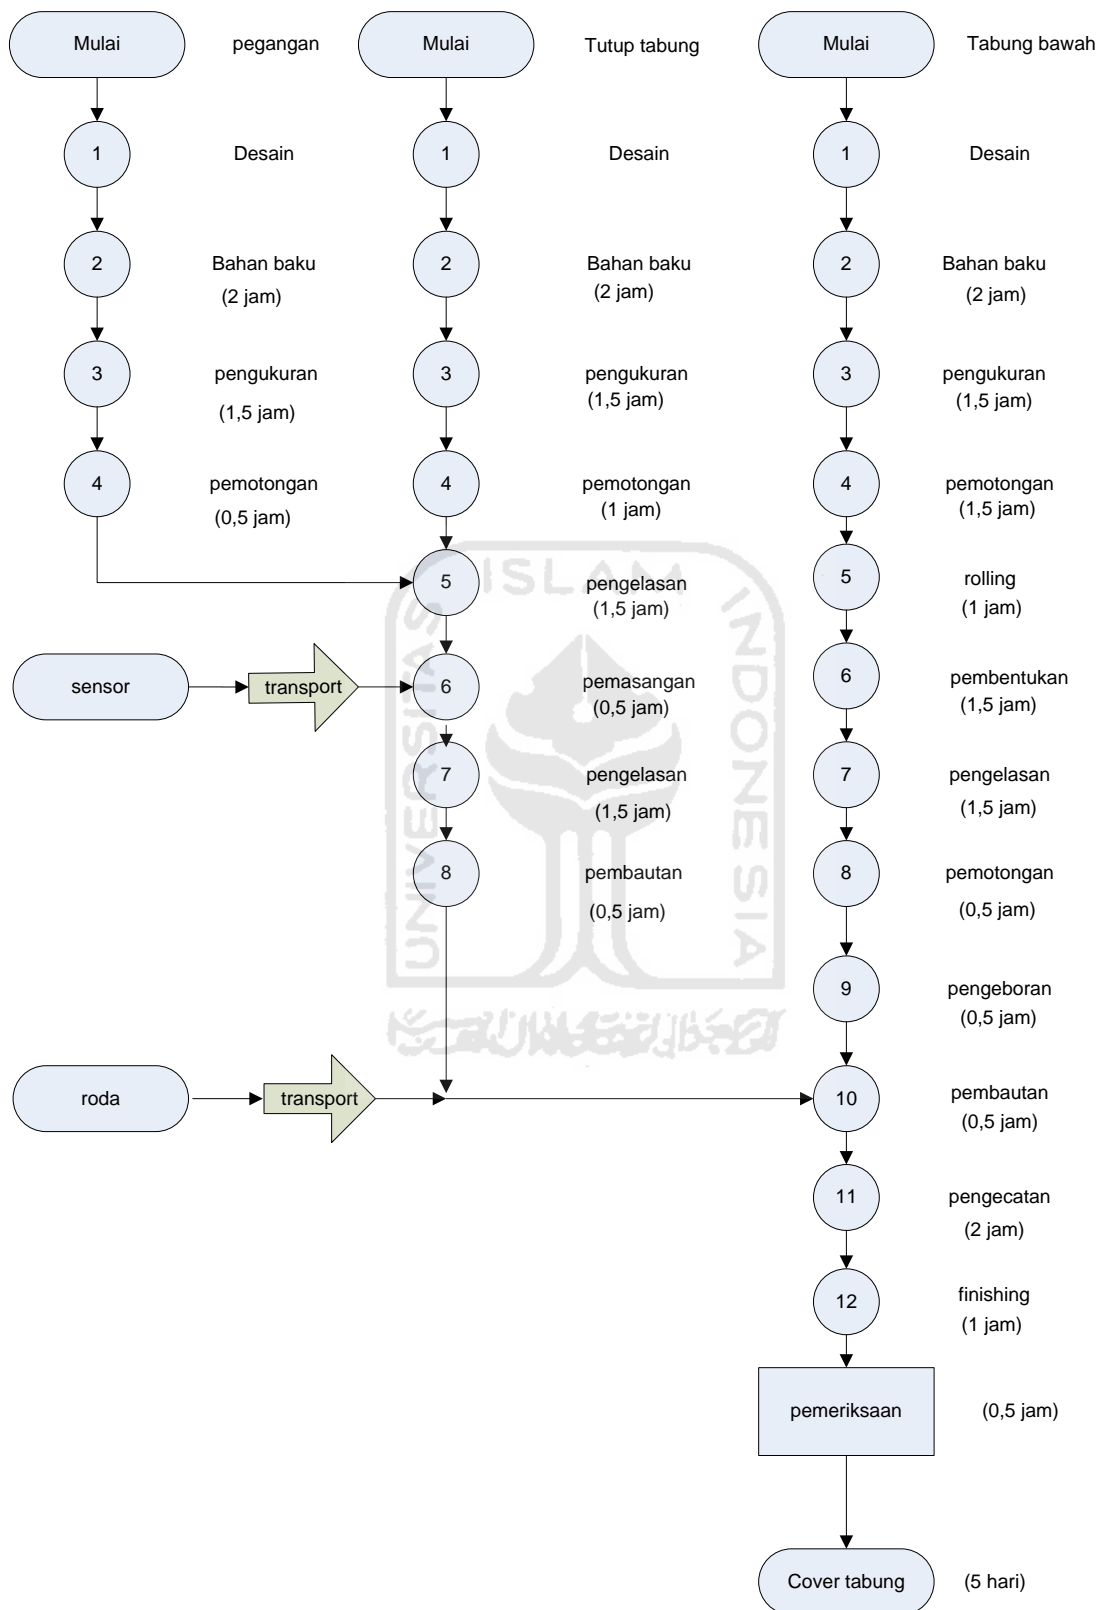 Mulai pegangan Mulai Tutup tabung Mulai Tabung bawah
1 Desain 1 Desain 1 Desain
2 Bahan baku 2 Bahan baku 2 Bahan baku
(2 jam) (2 jam) (2 jam)
3 pengukuran 3 pengukuran 3 pengukuran
(1,5 jam) (1,5 jam) (1,5 jam)
4 pemotongan 4 pemotongan 4 pemotongan
(0,5 jam) (1 jam) (1,5 jam)
5 pengelasan 5 rolling
(1,5 jam) (1 jam)
sensor transport 6 pemasangan 6 pembentukan
(0,5 jam) (1,5 jam)
7 pengelasan 7 pengelasan
(1,5 jam) (1,5 jam)
8 pembautan 8 pemotongan
(0,5 jam) (0,5 jam)
9 pengeboran
(0,5 jam)
roda transport 10 pembautan
(0,5 jam)
11 pengecatan
(2 jam)
12 finishing
(1 jam)
pemeriksaan (0,5 jam)
Cover tabung (5 hari)
UNIVERSITAS
ISLAM
INDONESIA